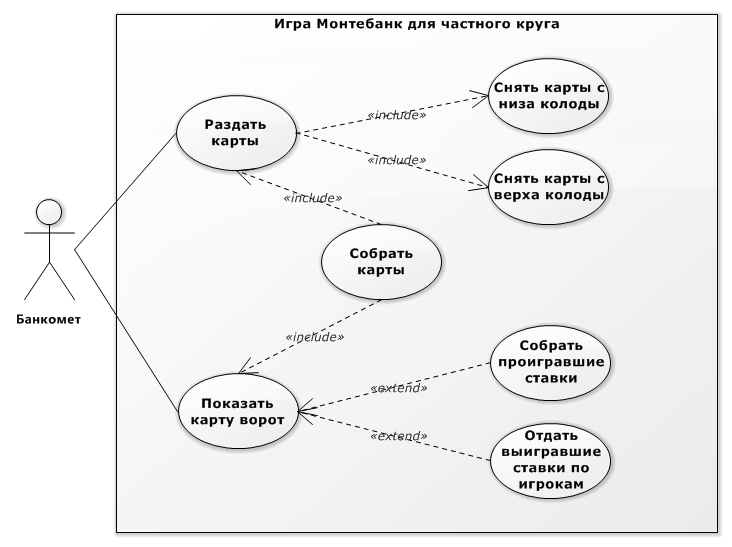 Игра Монтебанк для частного круга
Снять карты с
низа колоды
«include»
Раздать
карты
«include»
Снять карты с
верха колоды
«include»
Собрать
карты
Банкомет
«include»
Собрать
проигравшие
ставки
«extend»
Показать
карту ворот
«extend»
Отдать
выигравшие
ставки по
игрокам